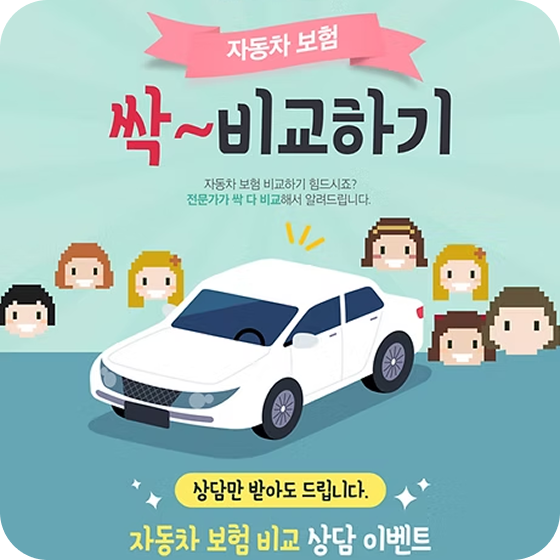 자동차 보험
싹~비교하기
자동차 보험 비교하기 힘드시죠?
전문가가 싹 다 비교해서 알려드립니다.
상담만 받아도 드립니다.
자동차 보험 비교 상담 이벤트